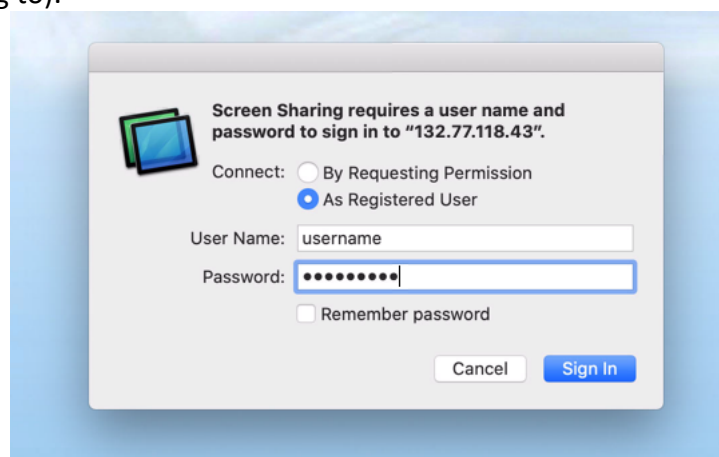 g to).
Screen Sharing requires a user name and
password to sign in to “132.77.118.43”.
Connect: By Requesting Permission
As Registered User
User Name: username
Password: •••••••••
Remember password
Cancel Sign In